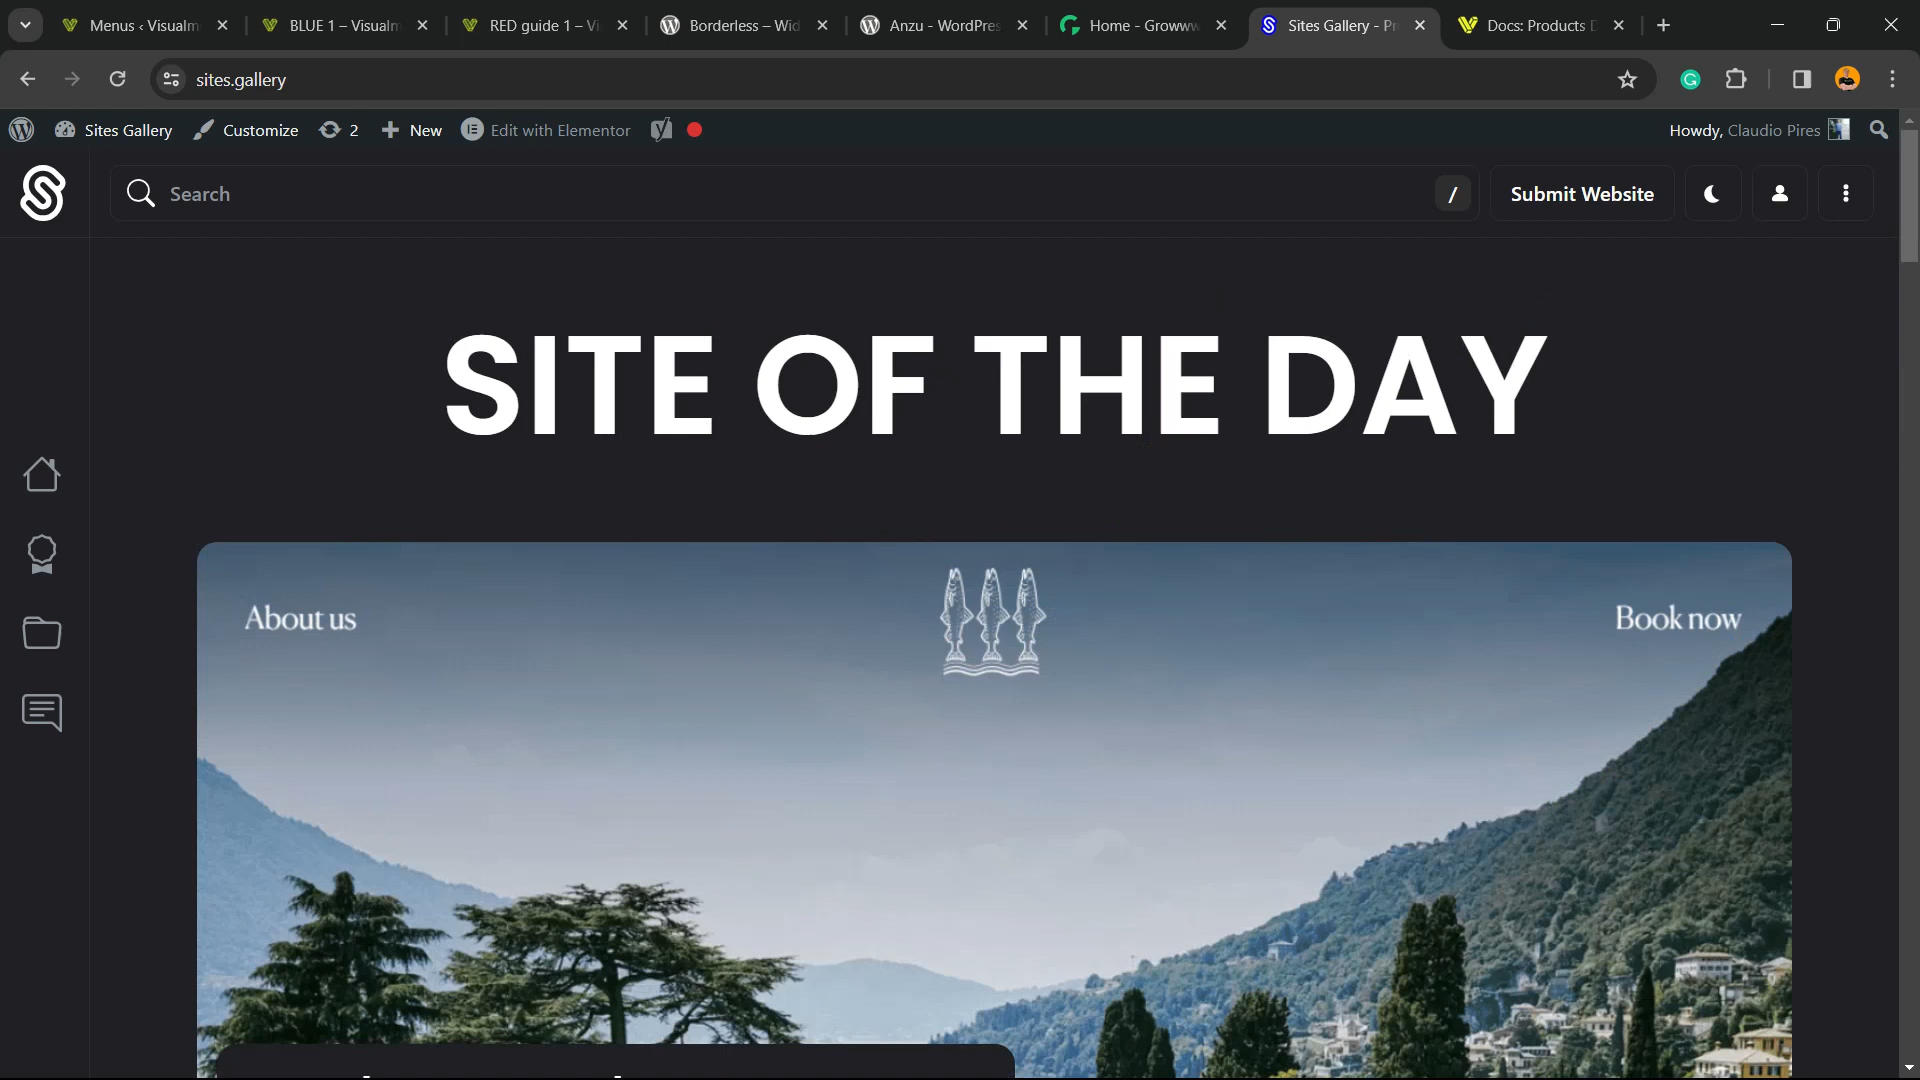 Menus ‹ Visualm
BLUE 1 – Visualm
RED guide 1 – Vi
Borderless – Wid
Anzu - WordPres
Home - Growww
Sites Gallery - Pr
Docs: Products D
sites.gallery
Sites Gallery
Customize
2
New
Edit with Elementor
Howdy, Claudio Pires
Search
/
Submit Website
SITE OF THE DAY
About us
Book now